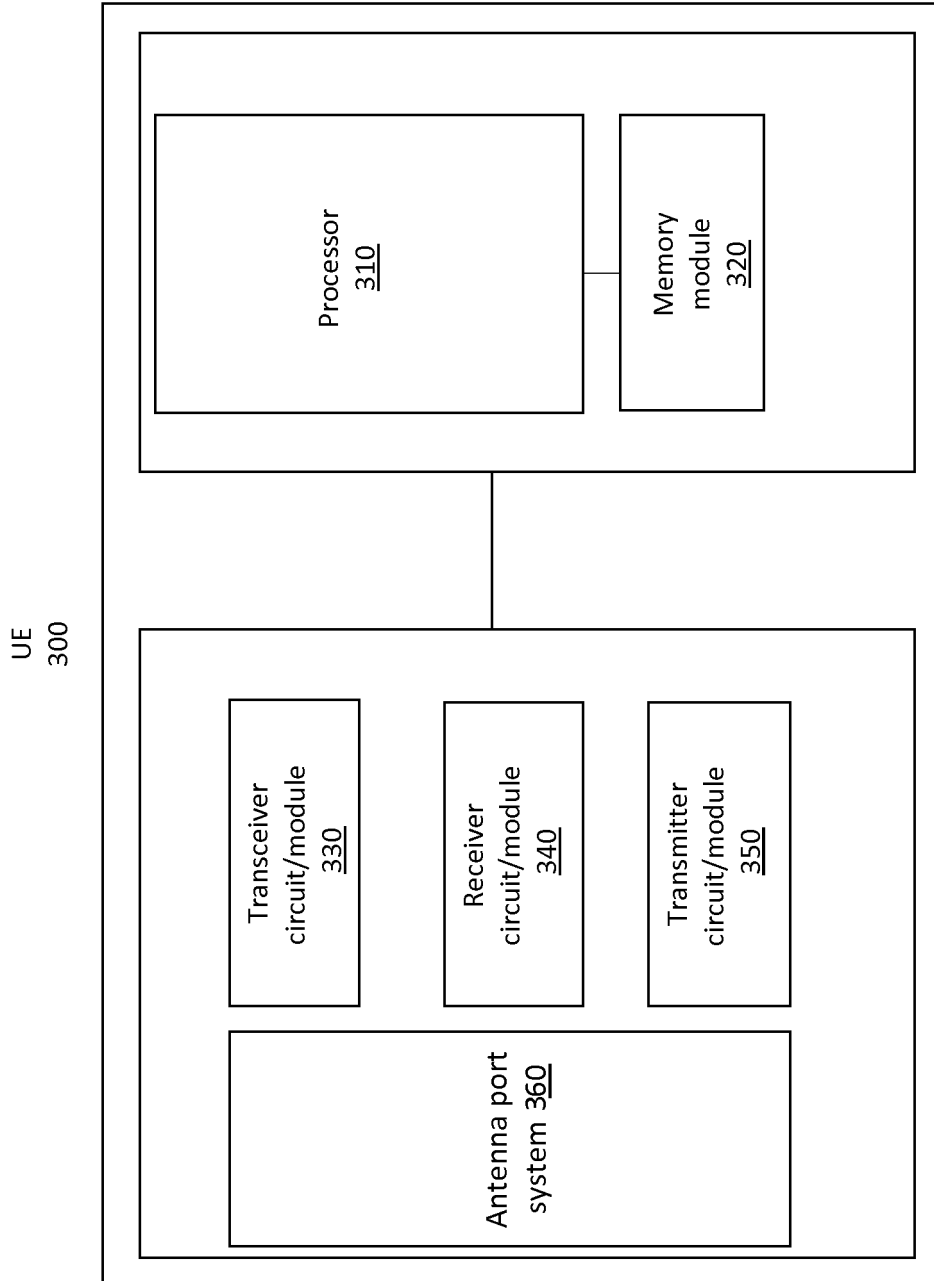 UE
300
Antenna port
system 360
Transceiver
circuit/module
330
Receiver
circuit/module
340
Transmitter
circuit/module
350
Processor
310
Memory
module
320